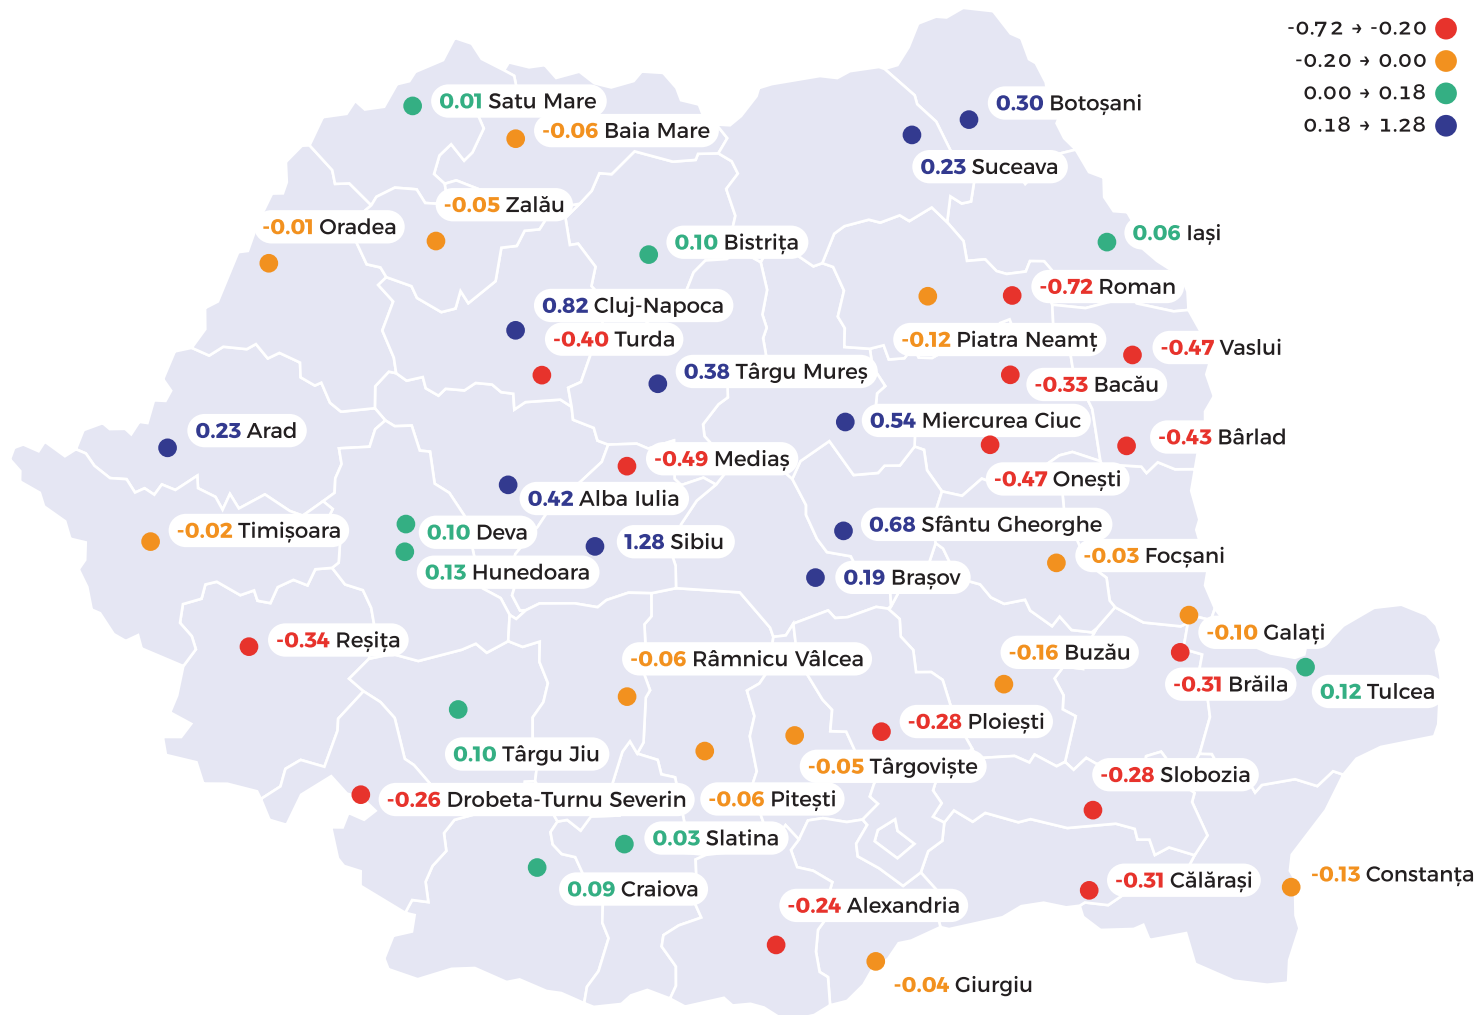 -0.72 → -0.20
-0.20 → 0.00
0.00 → 0.18
0.18 → 1.28
0.01 Satu Mare
-0.06 Baia Mare
0.30 Botoșani
0.23 Suceava
-0.05 Zalău
-0.01 Oradea
0.10 Bistrița
0.06 Iași
-0.72 Roman
0.82 Cluj-Napoca
-0.40 Turda
-0.12 Piatra Neamț
-0.47 Vaslui
0.38 Târgu Mureș
-0.33 Bacău
0.23 Arad
0.54 Miercurea Ciuc
-0.43 Bârlad
-0.49 Mediaș
-0.47 Onești
0.42 Alba Iulia
-0.02 Timișoara
0.10 Deva
1.28 Sibiu
0.68 Sfântu Gheorghe
-0.03 Focșani
0.13 Hunedoara
0.19 Brașov
-0.34 Reșița
-0.10 Galați
-0.06 Râmnicu Vâlcea
-0.16 Buzău
-0.31 Brăila
0.12 Tulcea
-0.28 Ploiești
0.10 Târgu Jiu
-0.05 Târgoviște
-0.28 Slobozia
-0.26 Drobeta-Turnu Severin
-0.06 Pitești
0.03 Slatina
0.09 Craiova
-0.31 Călărași
-0.13 Constanța
-0.24 Alexandria
-0.04 Giurgiu